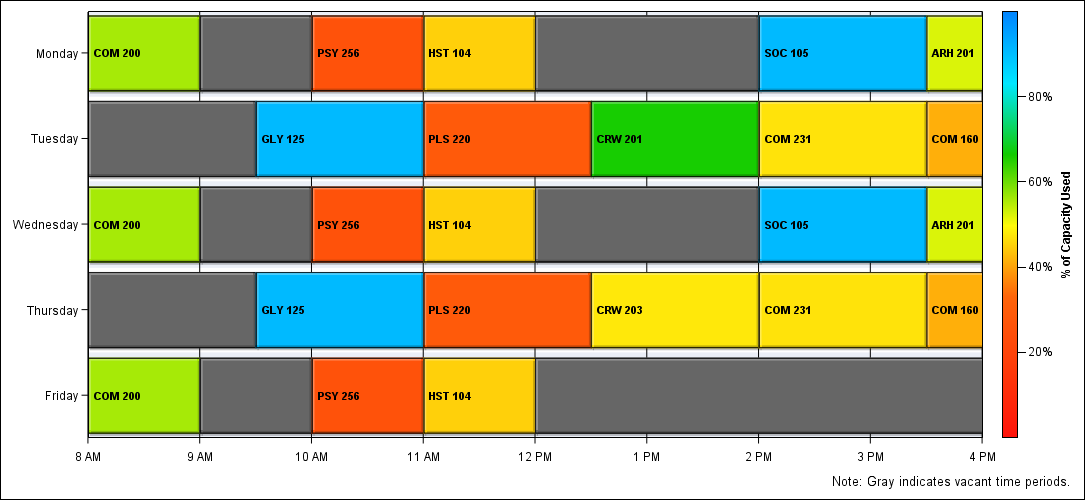 Monday COM 200 PSY 256 HST 104 SOC 105 ARH 201
Tuesday GLY 125 PLS 220 CRW 201 COM 231 COM 160
Wednesday COM 200 PSY 256 HST 104 SOC 105 ARH 201
Thursday GLY 125 PLS 220 CRW 203 COM 231 COM 160
Friday COM 200 PSY 256 HST 104
8 AM 9 AM 10 AM 11 AM 12 PM 1 PM 2 PM 3 PM 4 PM
80%
60%
40%
20%
% of Capacity Used
Note: Gray indicates vacant time periods.